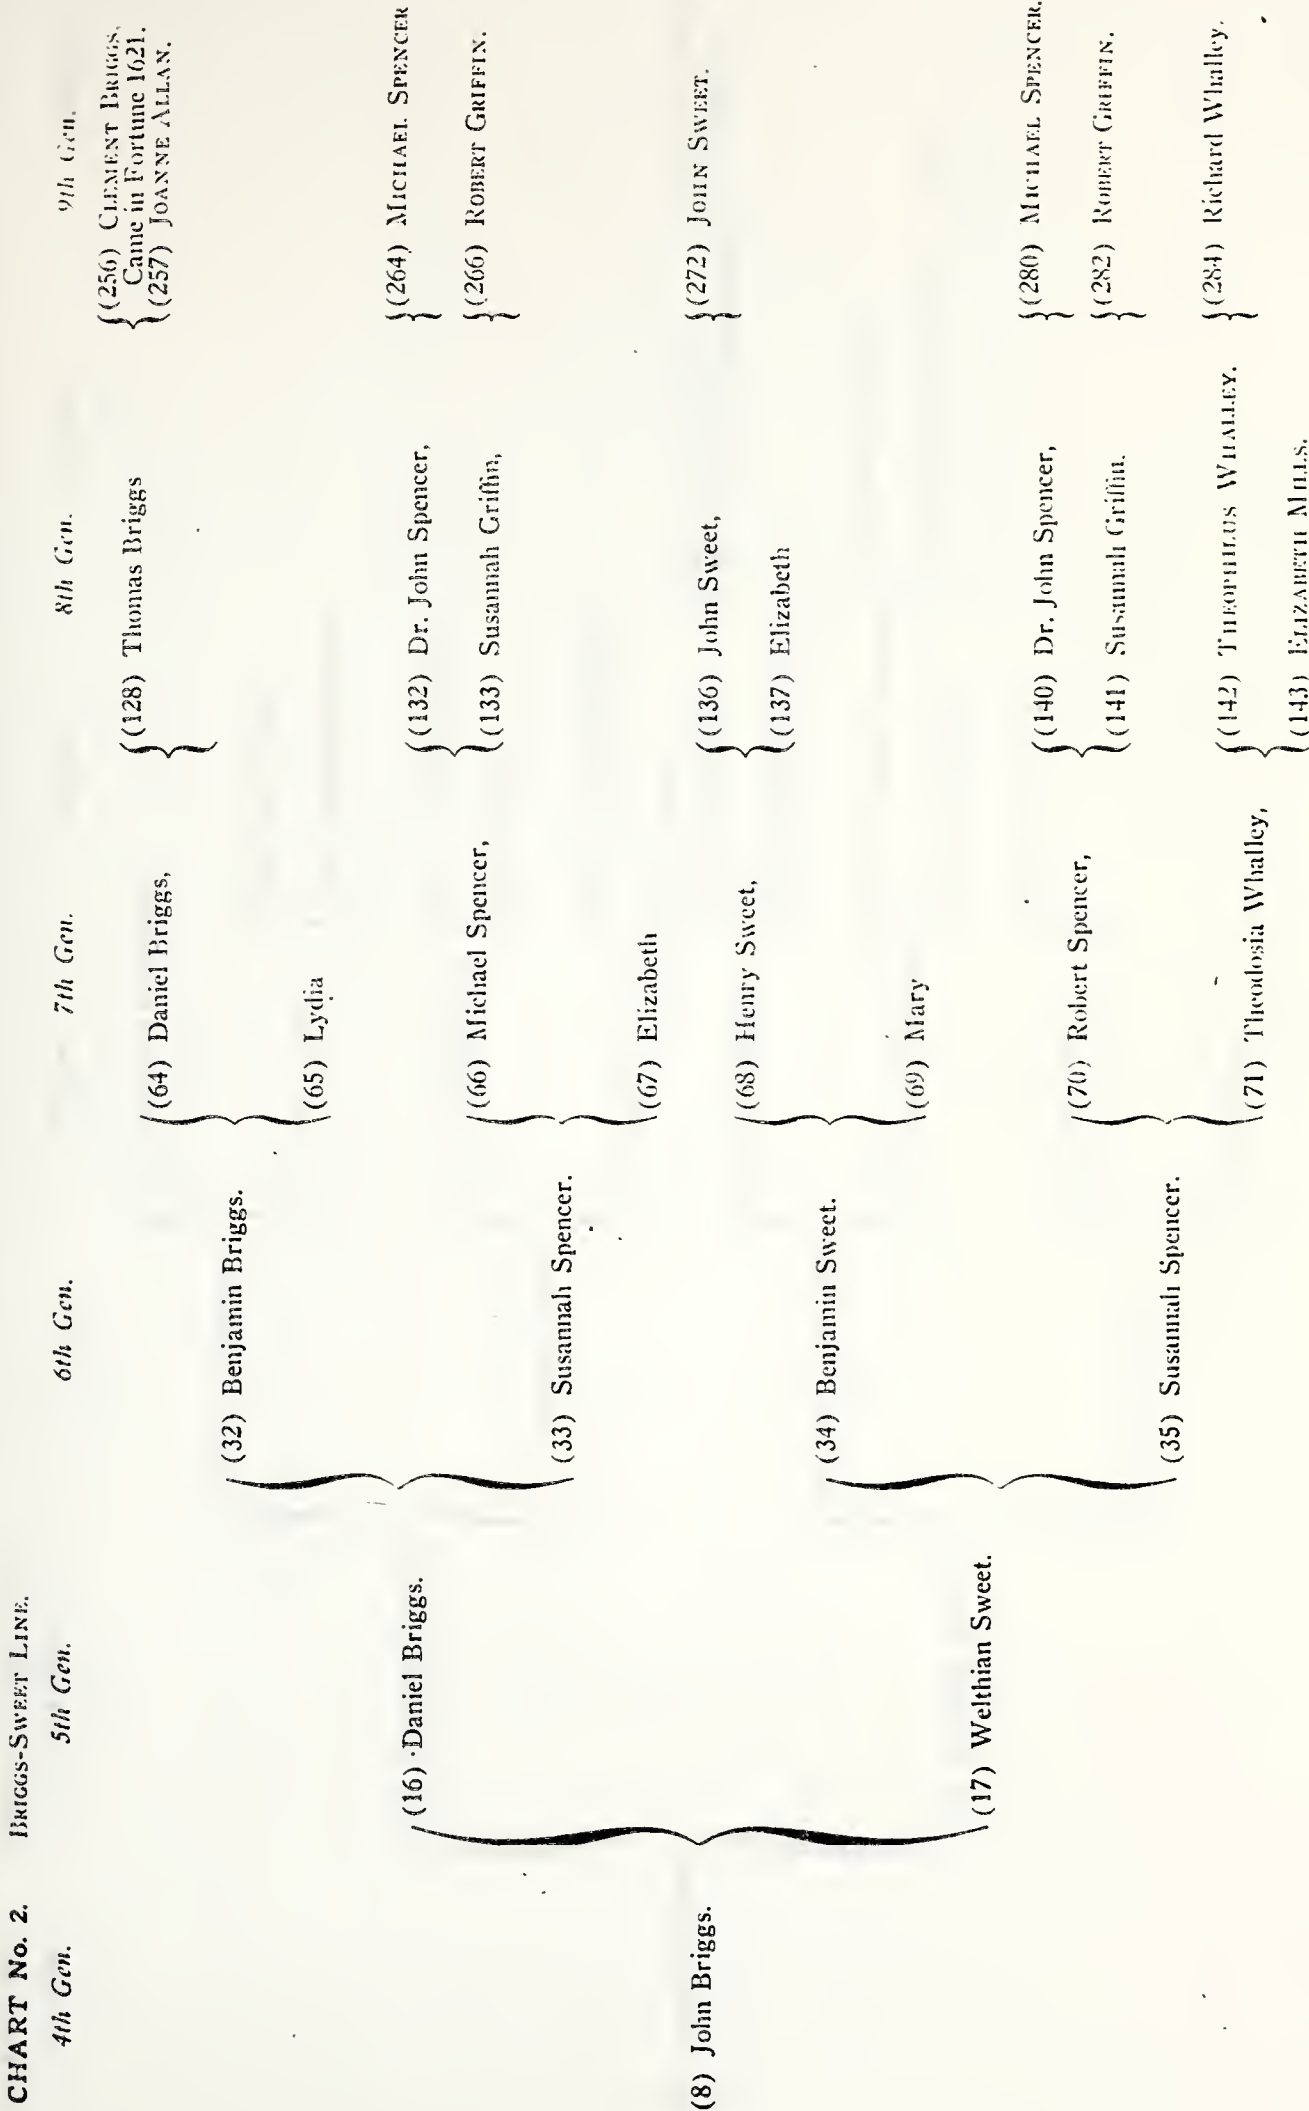 CHART No. 2. BRIGGS-SWEET LINE.
4th Gen. 5th Gen. 6th Gen. 7th Gen. 8th Gen. 9th Gen.
(256) CLEMENT BRIGGS.
Came in Fortune 1621.
(257) JOANNE ALLAN.
(128) Thomas Briggs
(64) Daniel Briggs,
(32) Benjamin Briggs.
(65) Lydia
(264) MICHAEL SPENCER
(132) Dr. John Spencer,
(16) Daniel Briggs.
(266) ROBERT GRIFFIN.
(133) Susannah Griffin,
(66) Michael Spencer,
(33) Susannah Spencer.
(67) Elizabeth
(8) John Briggs.
(272) JOHN SWEET.
(136) John Sweet,
(68) Henry Sweet,
(137) Elizabeth
(34) Benjamin Sweet.
(69) Mary
(17) Welthian Sweet.
(280) MICHAEL SPENCER.
(140) Dr. John Spencer,
(70) Robert Spencer,
(282) ROBERT GRIFFIN.
(141) Susannah Griffin.
(35) Susannah Spencer.
(284) Richard Whalley.
(142) THEOPHILUS WHALLEY.
(71) Theodosia Whalley,
(143) ELIZABETH MILLS.